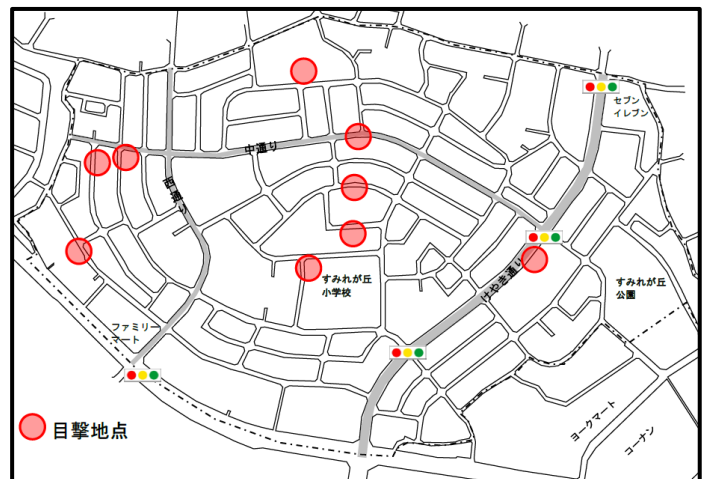 セブン
イレブン
中通り
西通り
すみれが丘
小学校
けやき通り
すみれが丘
公園
ファミリー
マート
ヨークマート
コーナン
目撃地点